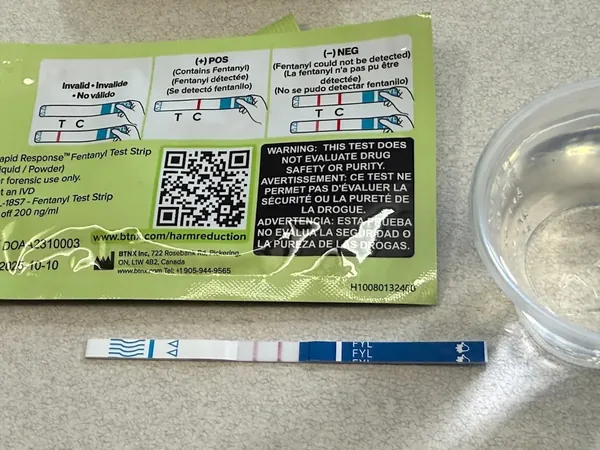 Invalid • Invalide
• No válido
T C
(+) POS
(Contains Fentanyl)
(Fentanyl détectée)
(Se detectó fentanilo)
T C
(–) NEG
(Fentanyl could not be detected)
(La fentanyl n'a pas pu être
détectée)
(No se pudo detectar fentanilo)
T C
Rapid Response™ Fentanyl Test Strip
(Liquid / Powder)
forensic use only.
an IVD
-18S7 - Fentanyl Test Strip
off 200 ng/ml
WARNING: THIS TEST DOES
NOT EVALUATE DRUG
SAFETY OR PURITY.
AVERTISSEMENT: CE TEST NE
PERMET PAS D'ÉVALUER LA
SÉCURITÉ OU LA PURETÉ DE
LA DROGUE.
ADVERTENCIA: ESTA PRUEBA
NO EVALÚA LA SEGURIDAD O
LA PUREZA DE LAS DROGAS.
www.btnx.com/harmreduction
DOA
2310003
10-10
BTNX Inc, 722 Rosebank Rd, Pickering,
ON, L1W 4B2, Canada
www.btnx.com Tel: +1 905-944-9565
FYL
FYL
FYL